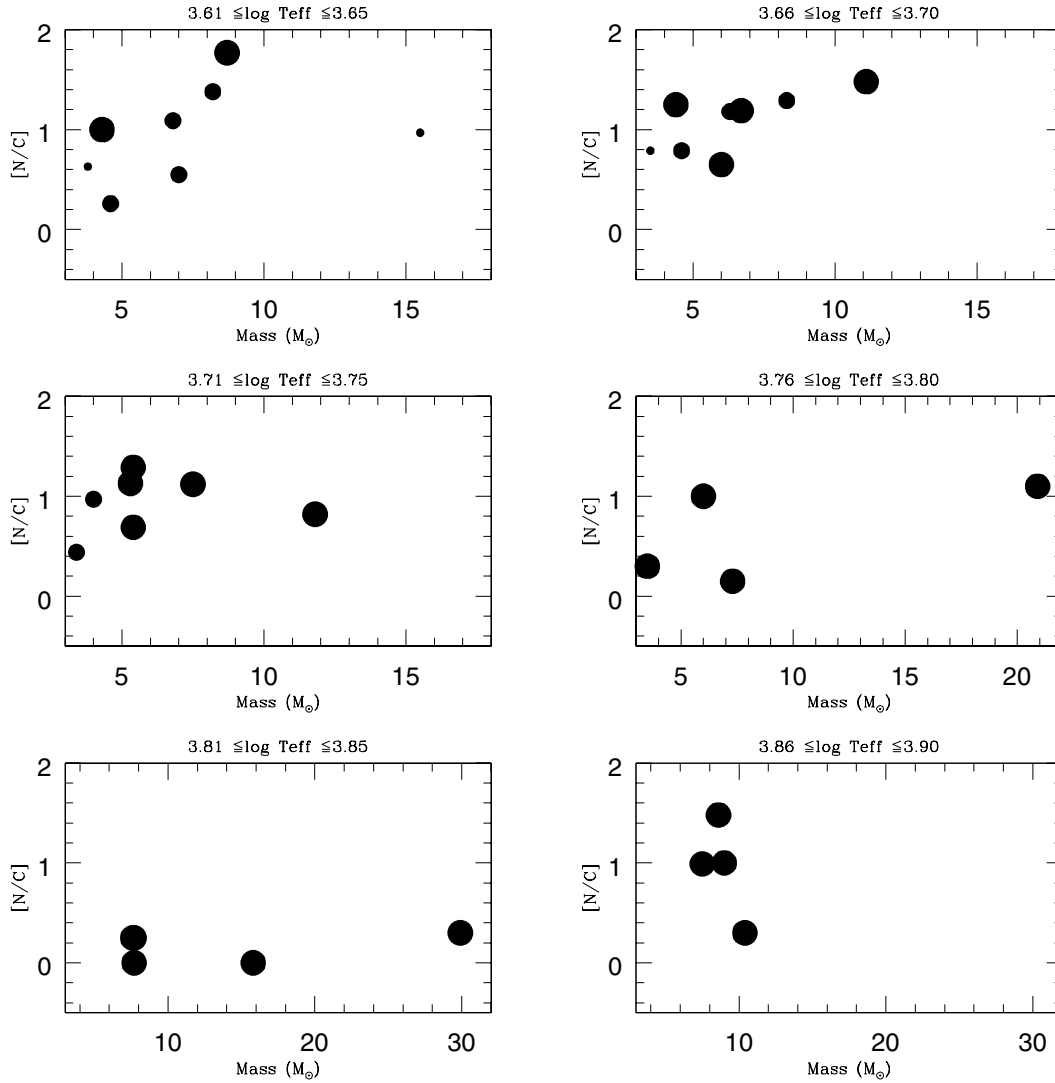 3.61 ≦log Teff ≦3.65
2
1
0
[N/C]
5 10 15
Mass (M⊙)
3.66 ≦log Teff ≦3.70
2
1
0
[N/C]
5 10 15
Mass (M⊙)
3.71 ≦log Teff ≦3.75
2
1
0
[N/C]
5 10 15
Mass (M⊙)
3.76 ≦log Teff ≦3.80
2
1
0
[N/C]
5 10 15 20
Mass (M⊙)
3.81 ≦log Teff ≦3.85
2
1
0
[N/C]
10 20 30
Mass (M⊙)
3.86 ≦log Teff ≦3.90
2
1
0
[N/C]
10 20 30
Mass (M⊙)